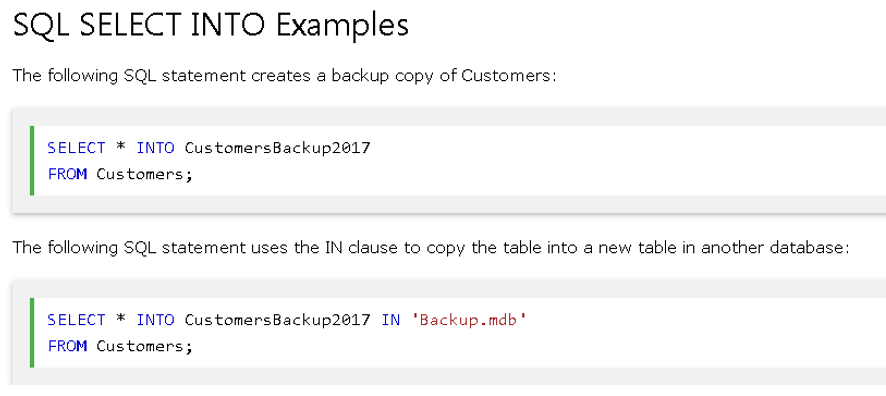 SQL SELECT INTO Examples
The following SQL statement creates a backup copy of Customers:
SELECT * INTO CustomersBackup2017
FROM Customers;
The following SQL statement uses the IN clause to copy the table into a new table in another database:
SELECT * INTO CustomersBackup2017 IN 'Backup.mdb'
FROM Customers;